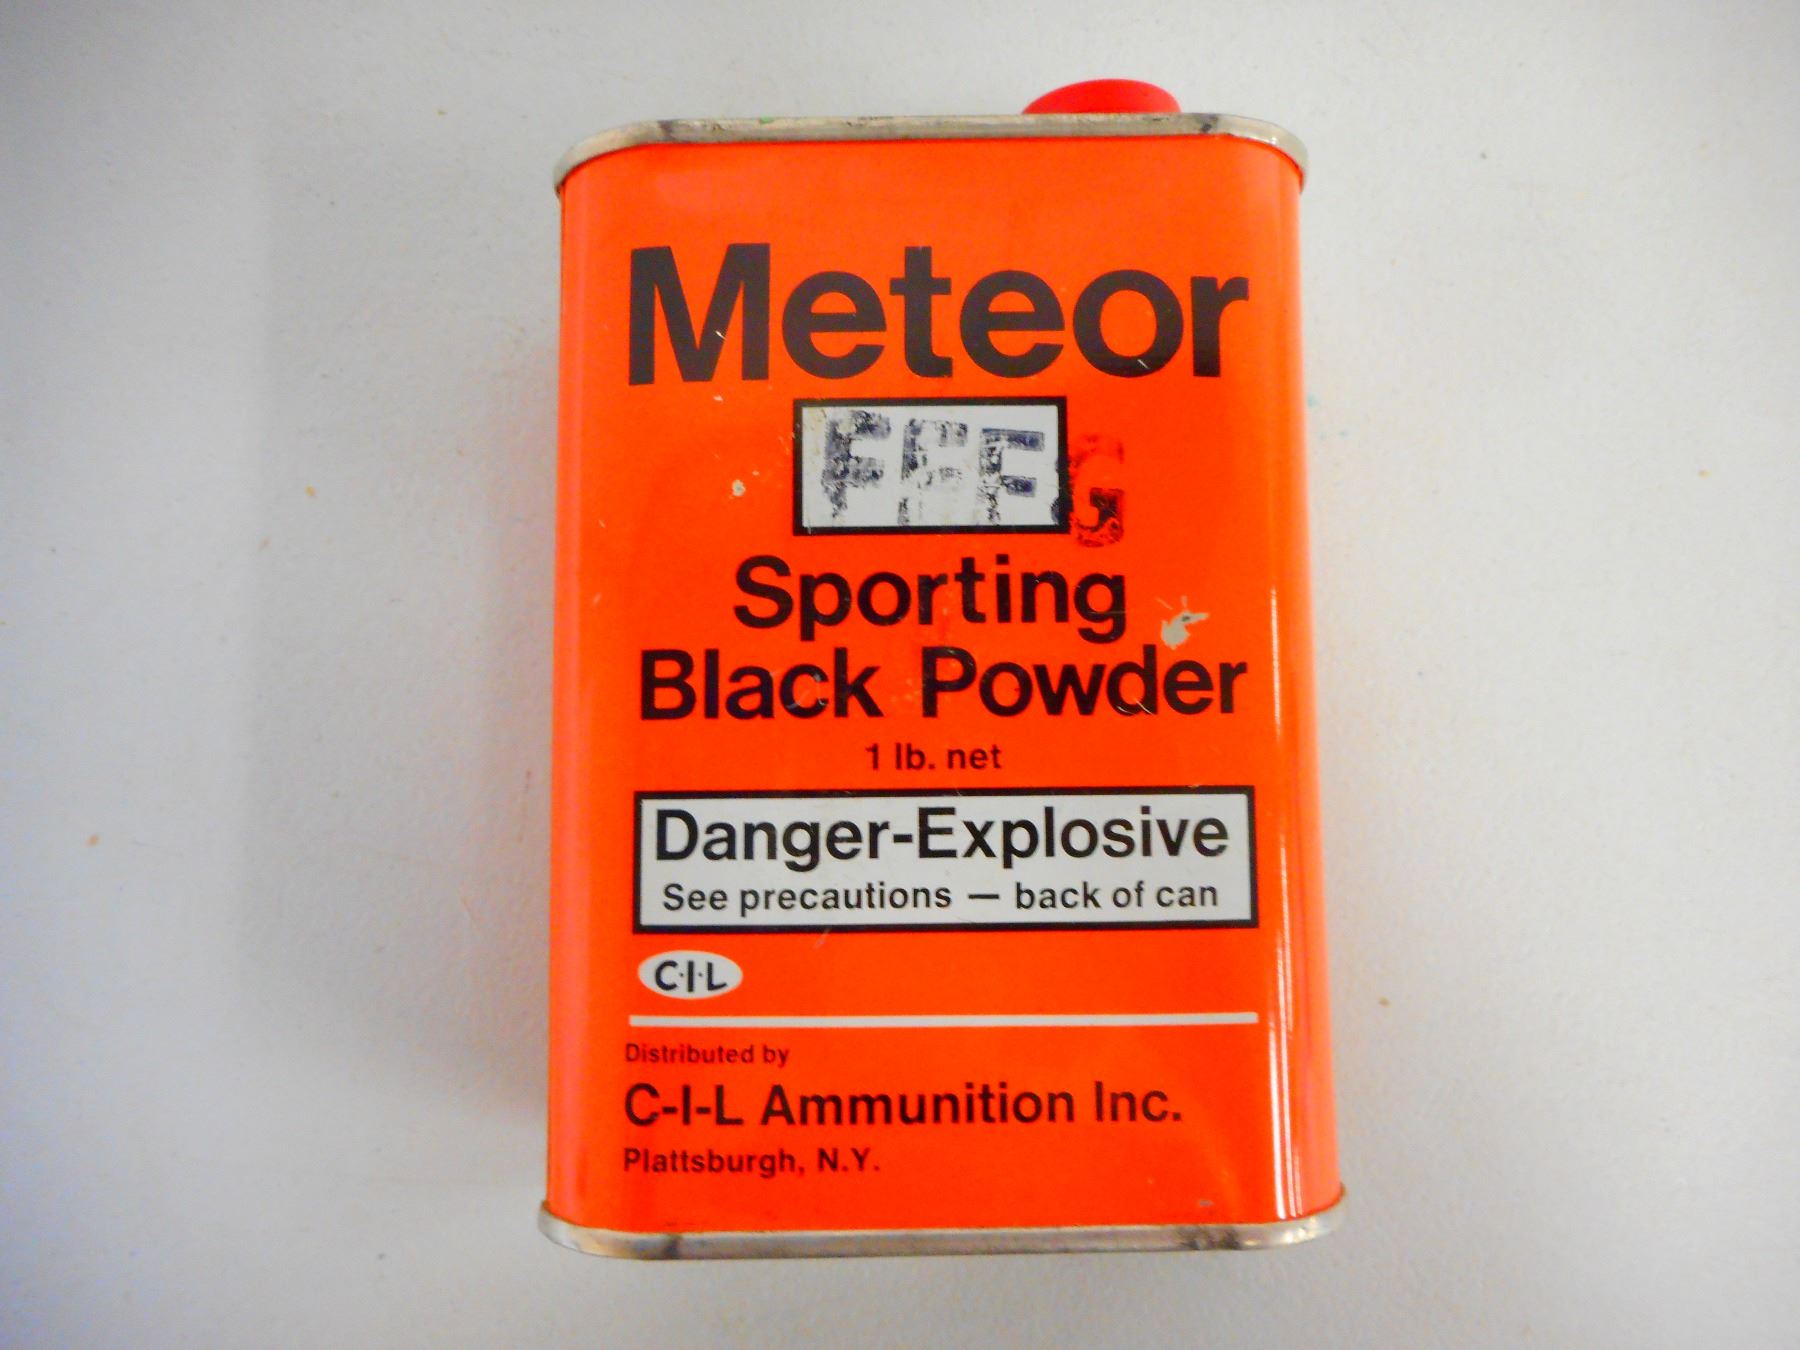 Meteor
FFFG
Sporting
Black Powder
1 lb. net
Danger-Explosive
See precautions — back of can
C·I·L
Distributed by
C-I-L Ammunition Inc.
Plattsburgh, N.Y.